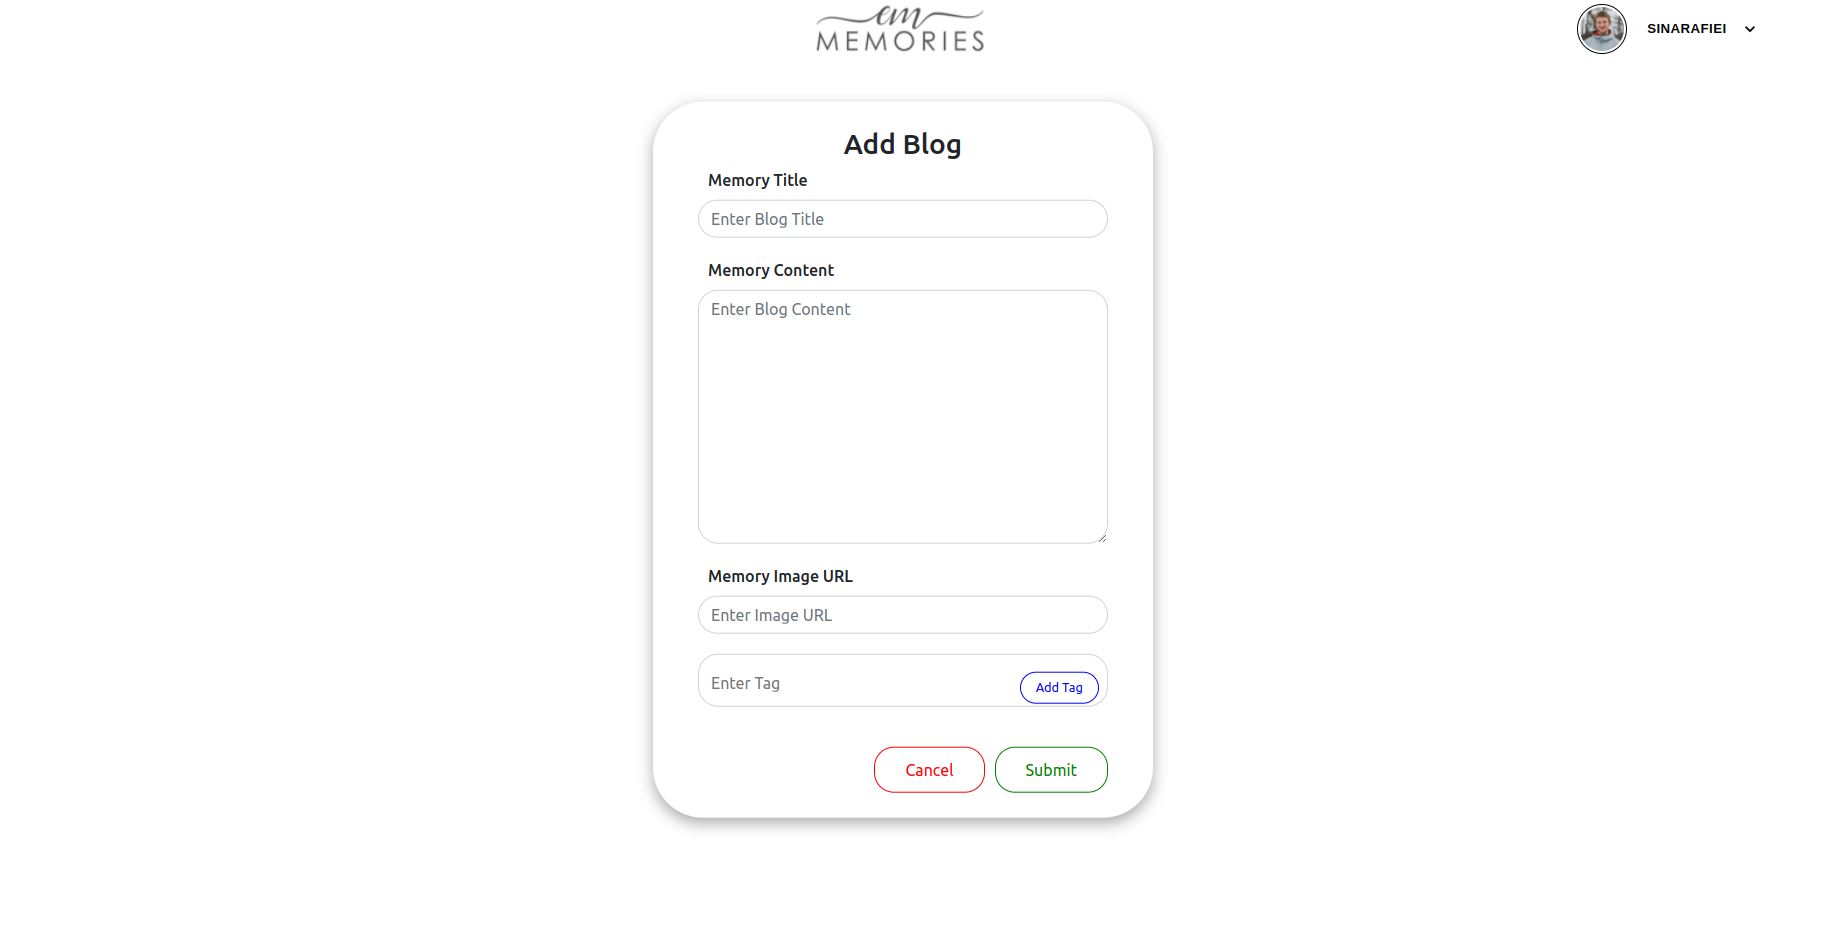 em
MEMORIES
SINARAFIEI
Add Blog
Memory Title
Enter Blog Title
Memory Content
Enter Blog Content
Memory Image URL
Enter Image URL
Enter Tag
Add Tag
Cancel
Submit